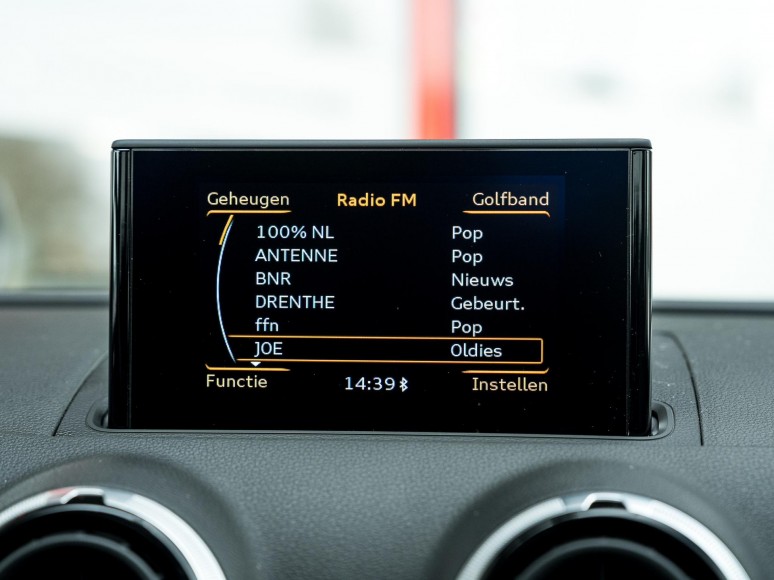 Geheugen Radio FM Golfband
100% NL Pop
ANTENNE Pop
BNR Nieuws
DRENTHE Gebeurt.
ffn Pop
JOE Oldies
Functie 14:39 Instellen